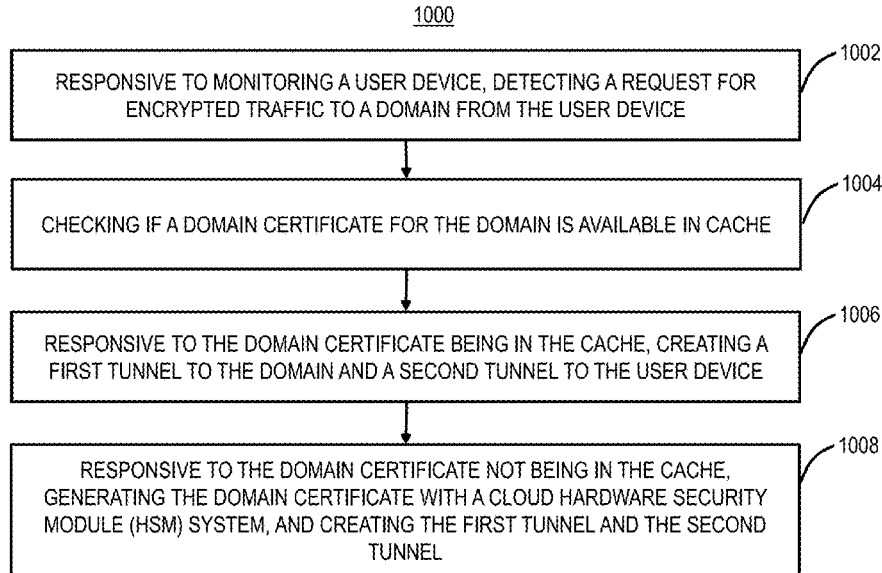 1000
RESPONSIVE TO MONITORING A USER DEVICE, DETECTING A REQUEST FOR
ENCRYPTED TRAFFIC TO A DOMAIN FROM THE USER DEVICE
1002
CHECKING IF A DOMAIN CERTIFICATE FOR THE DOMAIN IS AVAILABLE IN CACHE
1004
RESPONSIVE TO THE DOMAIN CERTIFICATE BEING IN THE CACHE, CREATING A
FIRST TUNNEL TO THE DOMAIN AND A SECOND TUNNEL TO THE USER DEVICE
1006
RESPONSIVE TO THE DOMAIN CERTIFICATE NOT BEING IN THE CACHE,
GENERATING THE DOMAIN CERTIFICATE WITH A CLOUD HARDWARE SECURITY
MODULE (HSM) SYSTEM, AND CREATING THE FIRST TUNNEL AND THE SECOND
TUNNEL
1008